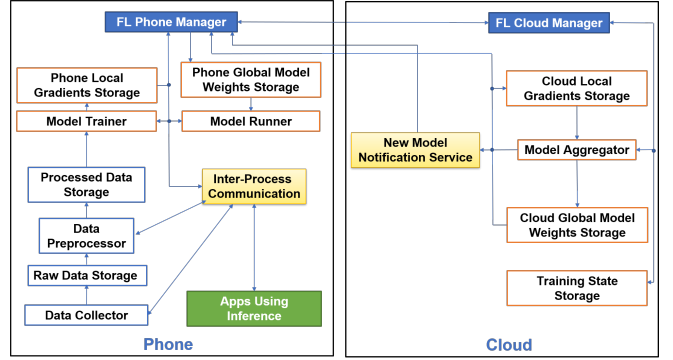 FL Phone Manager
Phone Local
Gradients Storage
Phone Global Model
Weights Storage
Model Trainer
Model Runner
Processed Data
Storage
Inter-Process
Communication
Data
Preprocessor
Raw Data Storage
Data Collector
Apps Using
Inference
Phone
FL Cloud Manager
Cloud Local
Gradients Storage
New Model
Notification Service
Model Aggregator
Cloud Global Model
Weights Storage
Training State
Storage
Cloud